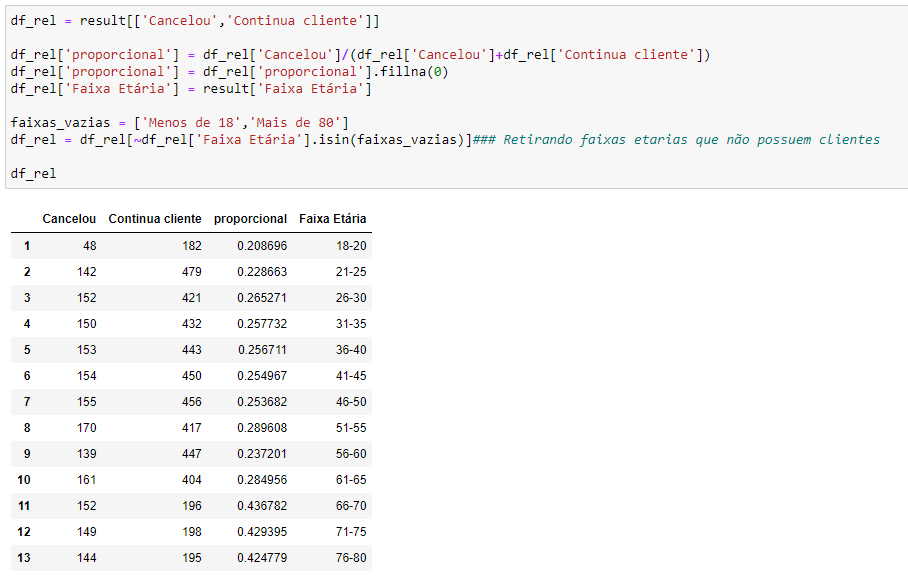 df_rel = result[['Cancelou','Continua cliente']]
df_rel['proporcional'] = df_rel['Cancelou']/(df_rel['Cancelou']+df_rel['Continua cliente'])
df_rel['proporcional'] = df_rel['proporcional'].fillna(0)
df_rel['Faixa Etária'] = result['Faixa Etária']
faixas_vazias = ['Menos de 18','Mais de 80']
df_rel = df_rel[~df_rel['Faixa Etária'].isin(faixas_vazias)]### Retirando faixas etarias que não possuem clientes
df_rel
Cancelou Continua cliente proporcional Faixa Etária
1 48 182 0.208696 18-20
2 142 479 0.228663 21-25
3 152 421 0.265271 26-30
4 150 432 0.257732 31-35
5 153 443 0.256711 36-40
6 154 450 0.254967 41-45
7 155 456 0.253682 46-50
8 170 417 0.289608 51-55
9 139 447 0.237201 56-60
10 161 404 0.284956 61-65
11 152 196 0.436782 66-70
12 149 198 0.429395 71-75
13 144 195 0.424779 76-80